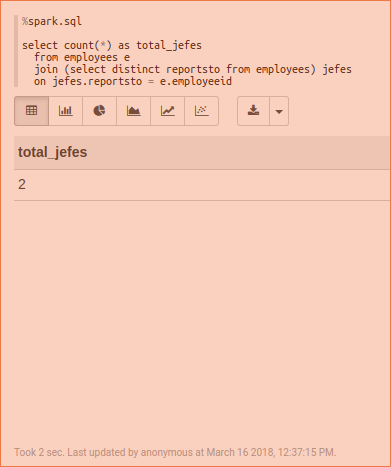 %spark.sql
select count(*) as total_jefes
from employees e
join (select distinct reportsto from employees) jefes
on jefes.reportsto = e.employeeid
total_jefes
2
Took 2 sec. Last updated by anonymous at March 16 2018, 12:37:15 PM.